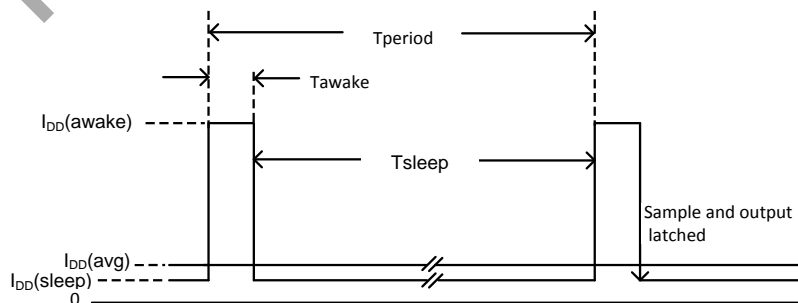 Tperiod
Tawake
IDD(awake)
Tsleep
Sample and output
latched
IDD(avg)
IDD(sleep)
0